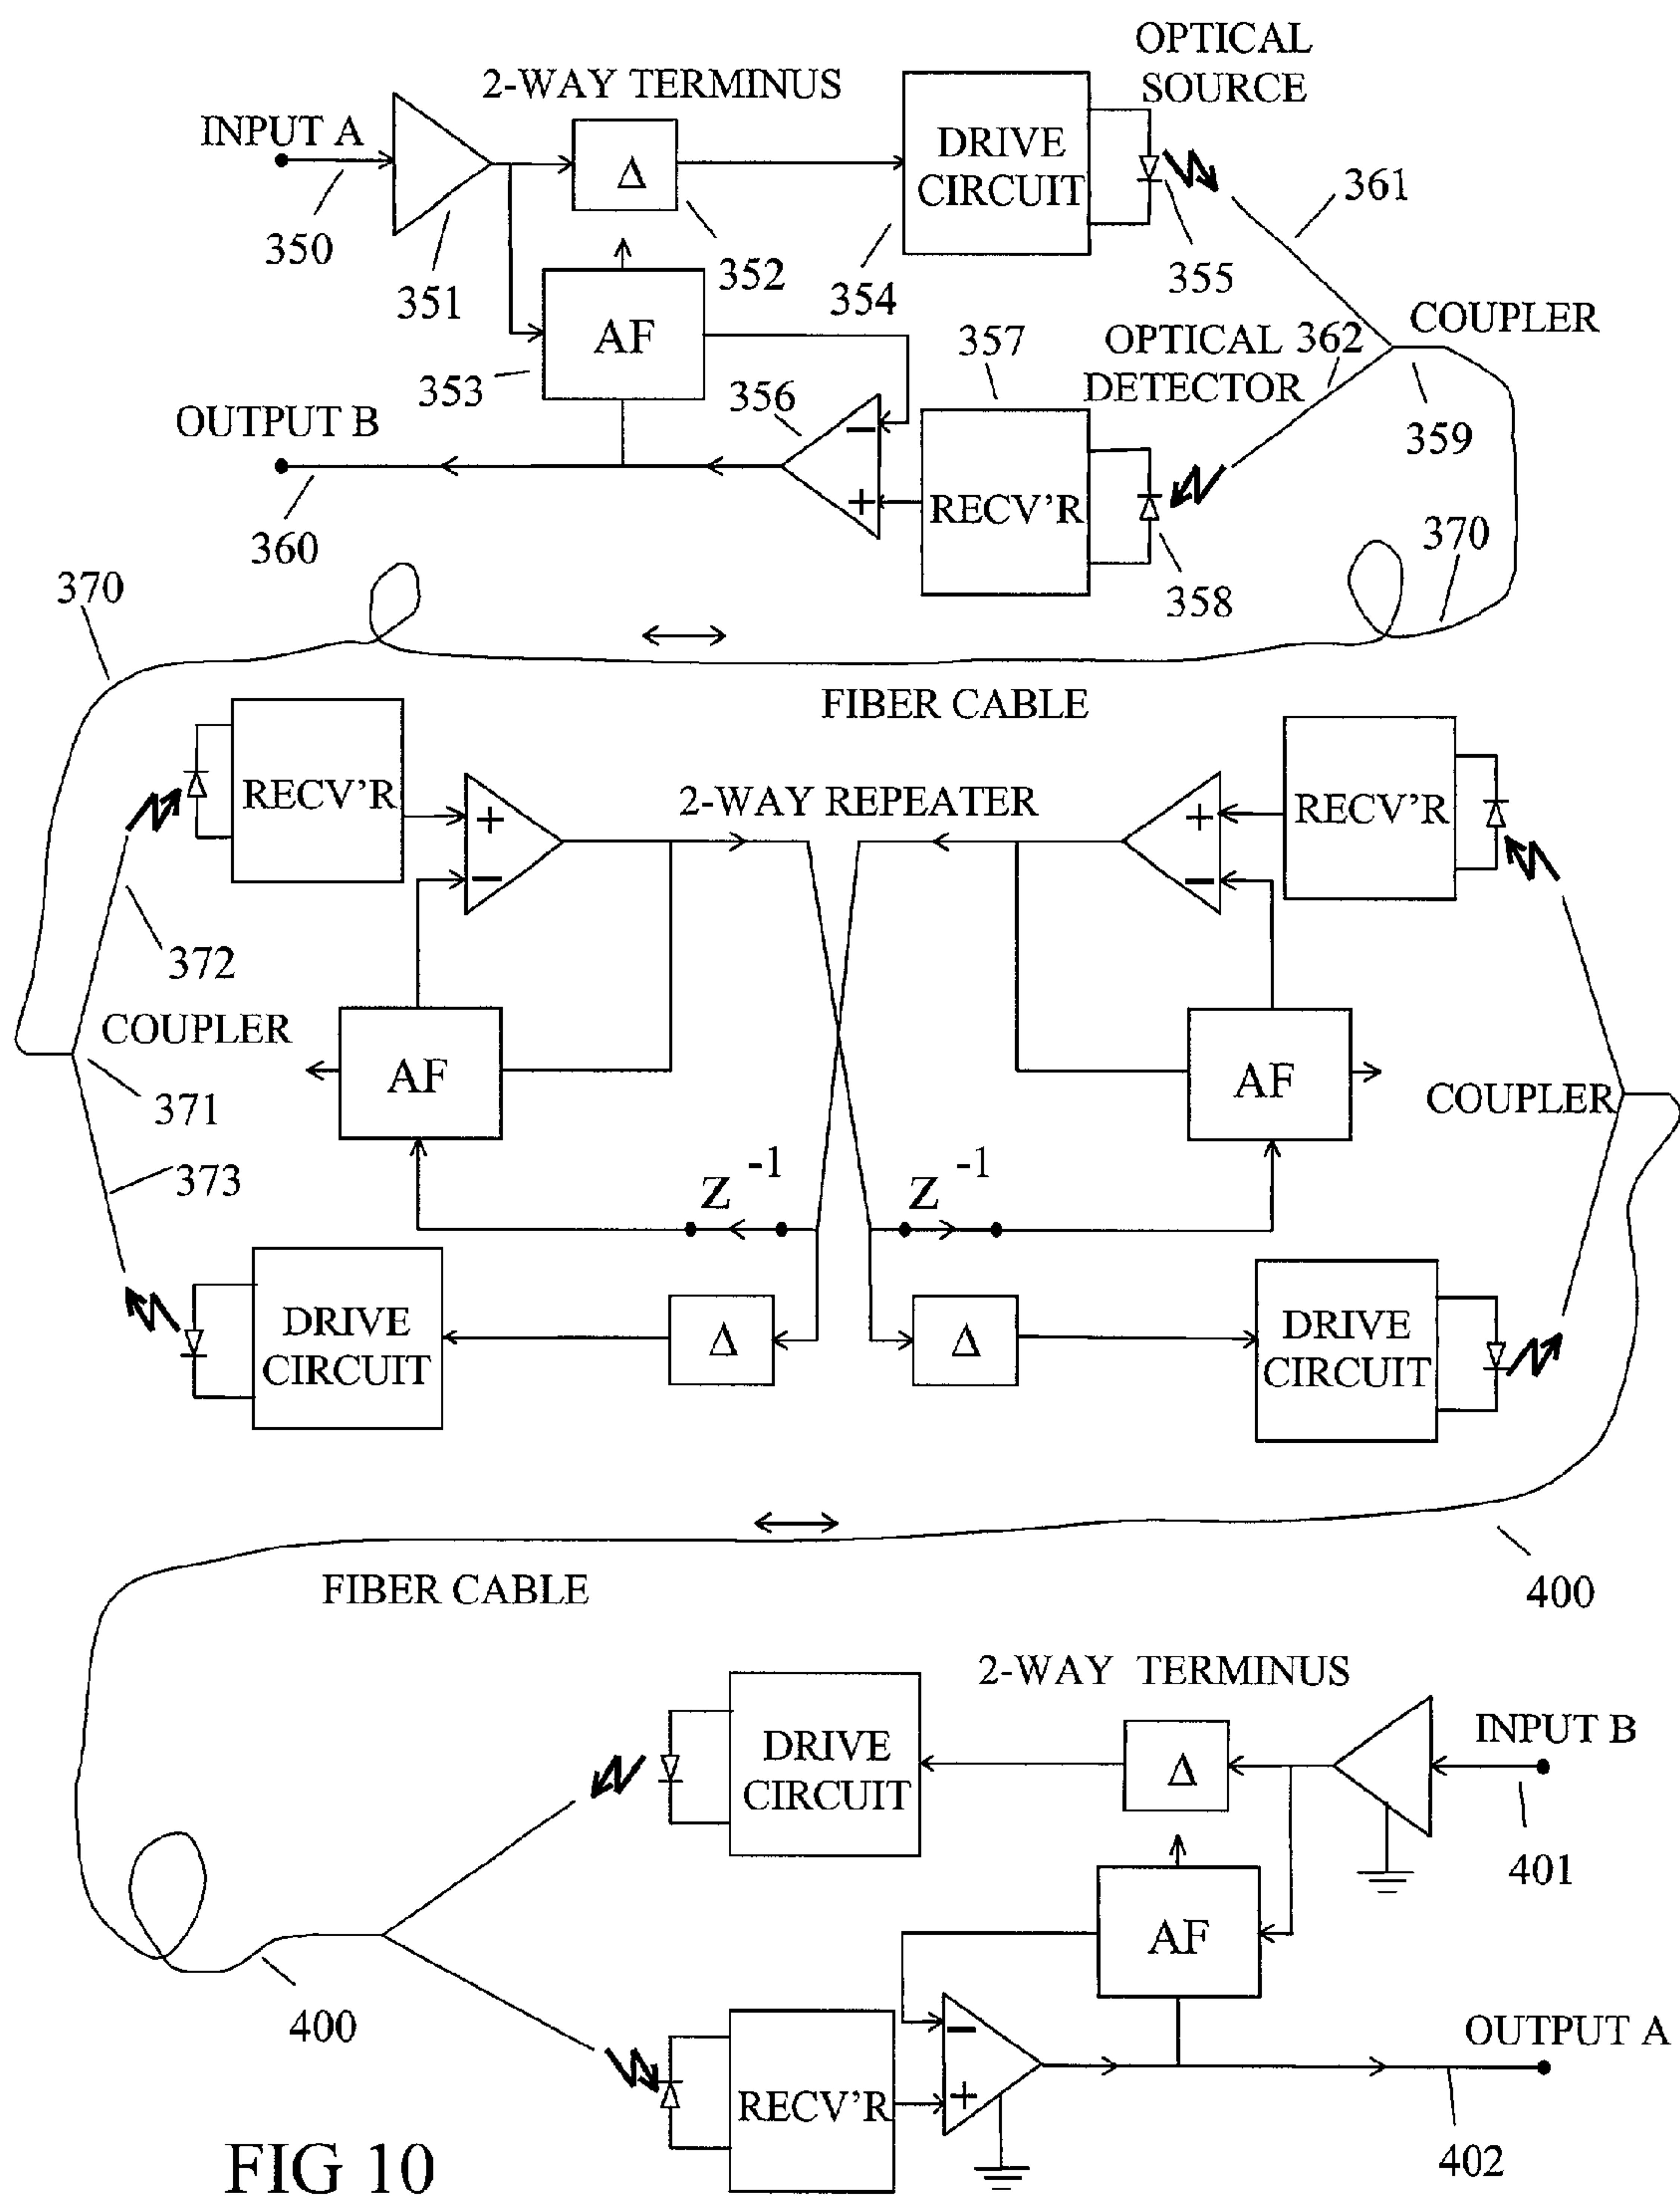 OPTICAL
SOURCE
2-WAY TERMINUS
INPUT A
Δ
DRIVE
CIRCUIT
350
351
352
354
355
361
AF
353
COUPLER
OPTICAL 362
DETECTOR
357
356
359
OUTPUT B
−
+
RECV'R
360
358
370
370
FIBER CABLE
RECV'R
+
−
2-WAY REPEATER
+
−
RECV'R
372
COUPLER
AF
AF
COUPLER
371
373
Z -1
Z -1
DRIVE
CIRCUIT
Δ
Δ
DRIVE
CIRCUIT
FIBER CABLE
400
2-WAY TERMINUS
DRIVE
CIRCUIT
Δ
INPUT B
401
AF
400
−
+
RECV'R
OUTPUT A
402
FIG 10